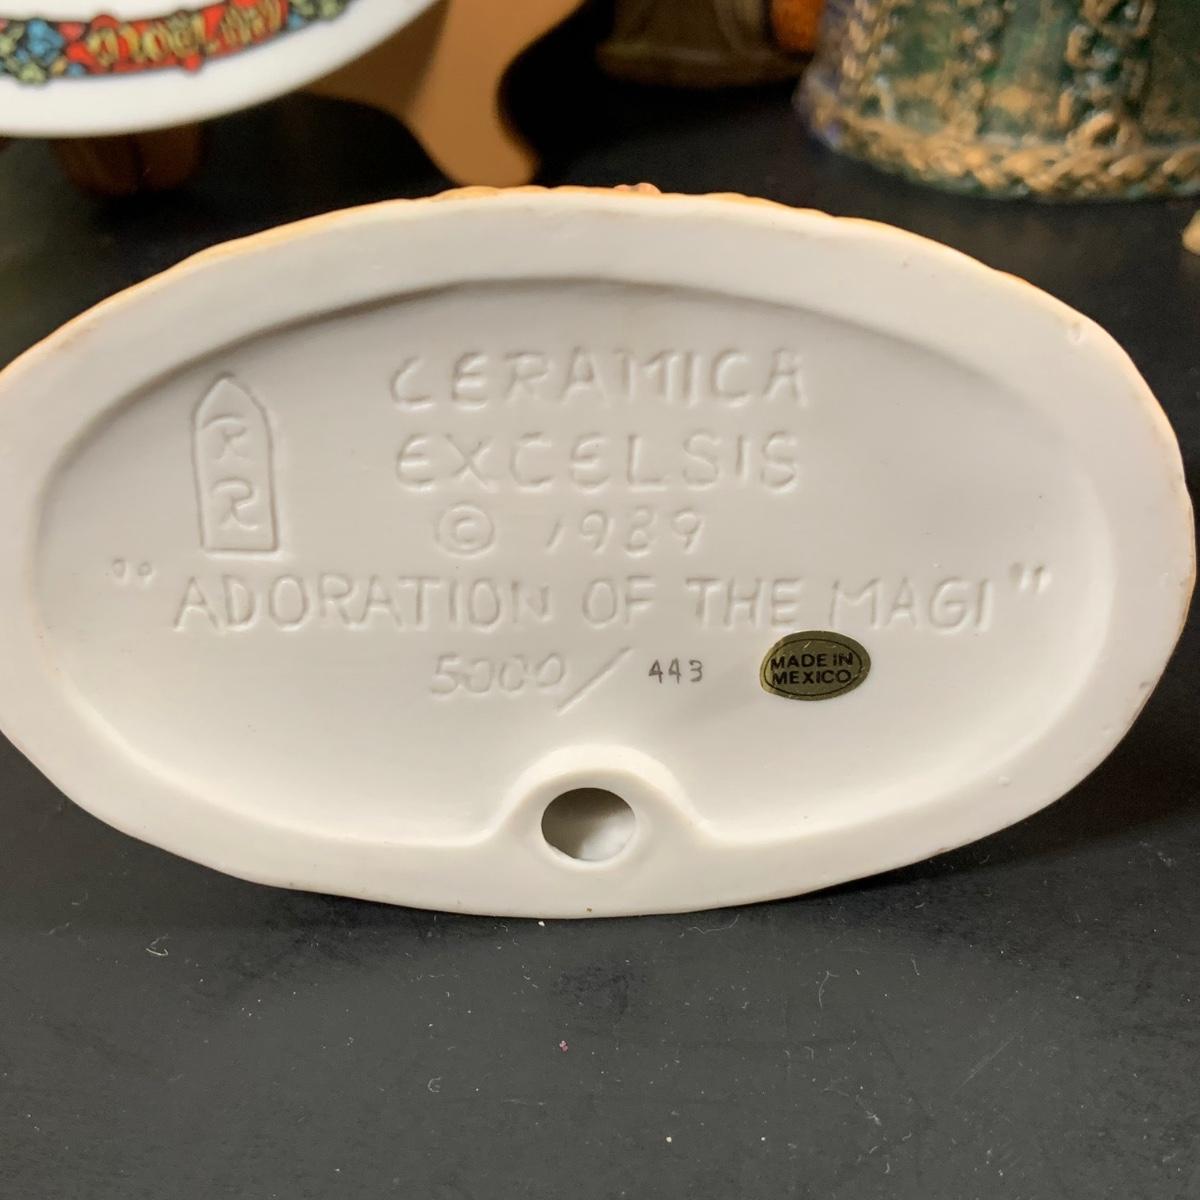 R
R
CERAMICA
EXCELSIS
© 1989
"ADORATION OF THE MAGI"
5000/ 443
MADE IN
MEXICO